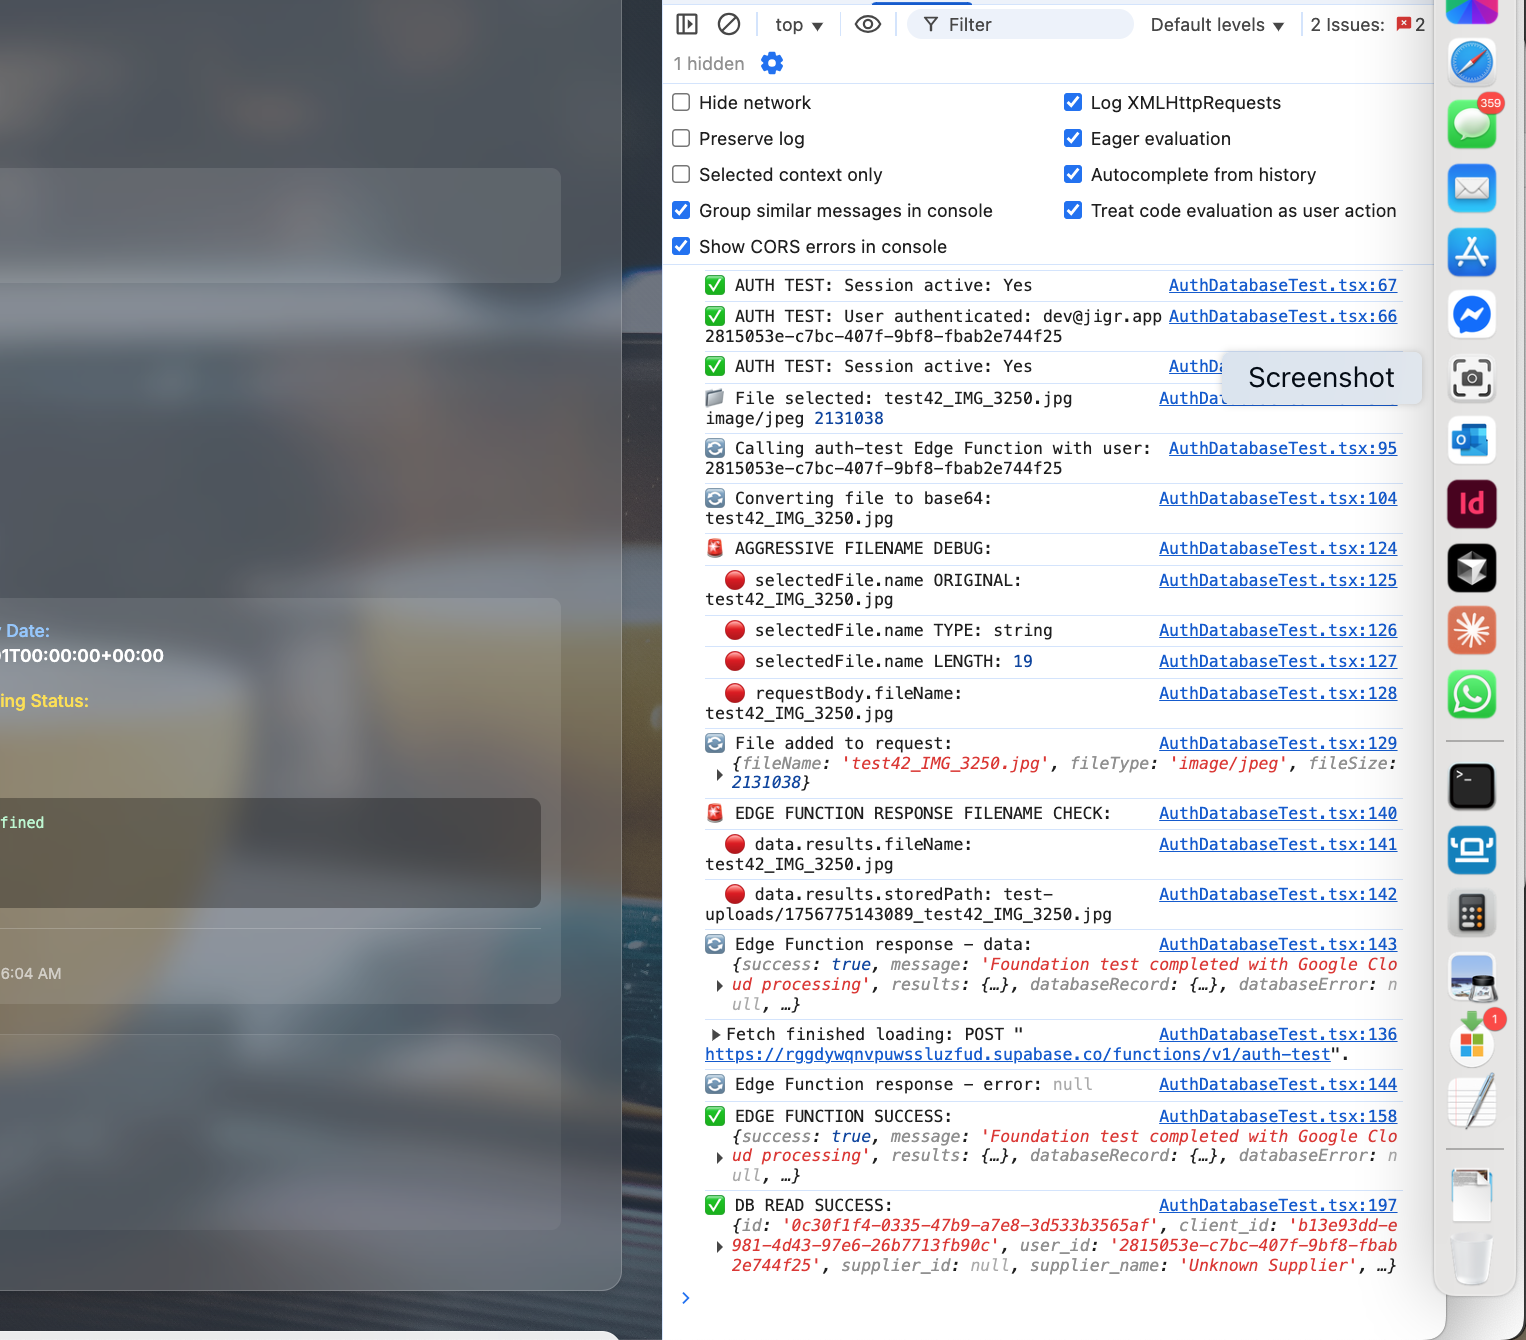 top ▼
Filter
Default levels ▼
2 Issues:
2
1 hidden
Hide network
Log XMLHttpRequests
Preserve log
Eager evaluation
Selected context only
Autocomplete from history
Group similar messages in console
Treat code evaluation as user action
Show CORS errors in console
✅ AUTH TEST: Session active: Yes AuthDatabaseTest.tsx:67
✅ AUTH TEST: User authenticated: dev@jigr.app AuthDatabaseTest.tsx:66
2815053e-c7bc-407f-9bf8-fbab2e744f25
✅ AUTH TEST: Session active: Yes AuthDa
Screenshot
File selected: test42_IMG_3250.jpg
image/jpeg 2131038
Calling auth-test Edge Function with user: AuthDatabaseTest.tsx:95
2815053e-c7bc-407f-9bf8-fbab2e744f25
Converting file to base64: AuthDatabaseTest.tsx:104
test42_IMG_3250.jpg
AGGRESSIVE FILENAME DEBUG: AuthDatabaseTest.tsx:124
selectedFile.name ORIGINAL: AuthDatabaseTest.tsx:125
test42_IMG_3250.jpg
selectedFile.name TYPE: string AuthDatabaseTest.tsx:126
selectedFile.name LENGTH: 19 AuthDatabaseTest.tsx:127
requestBody.fileName: AuthDatabaseTest.tsx:128
test42_IMG_3250.jpg
File added to request: AuthDatabaseTest.tsx:129
{fileName: 'test42_IMG_3250.jpg', fileType: 'image/jpeg', fileSize:
2131038}
EDGE FUNCTION RESPONSE FILENAME CHECK: AuthDatabaseTest.tsx:140
data.results.fileName: AuthDatabaseTest.tsx:141
test42_IMG_3250.jpg
data.results.storedPath: test- AuthDatabaseTest.tsx:142
uploads/1756775143089_test42_IMG_3250.jpg
Edge Function response – data: AuthDatabaseTest.tsx:143
{success: true, message: 'Foundation test completed with Google Clo
ud processing', results: {…}, databaseRecord: {…}, databaseError: n
ull, …}
Fetch finished loading: POST " AuthDatabaseTest.tsx:136
https://rggdywqnvpuwssluzfud.supabase.co/functions/v1/auth-test".
Edge Function response – error: null AuthDatabaseTest.tsx:144
✅ EDGE FUNCTION SUCCESS: AuthDatabaseTest.tsx:158
{success: true, message: 'Foundation test completed with Google Clo
ud processing', results: {…}, databaseRecord: {…}, databaseError: n
ull, …}
✅ DB READ SUCCESS: AuthDatabaseTest.tsx:197
{id: '0c30f1f4-0335-47b9-a7e8-3d533b3565af', client_id: 'b13e93dd-e
981-4d43-97e6-26b7713fb90c', user_id: '2815053e-c7bc-407f-9bf8-fbab
2e744f25', supplier_id: null, supplier_name: 'Unknown Supplier', …}
Date:
1T00:00:00+00:00
ing Status:
fined
6:04 AM
359
Id
1